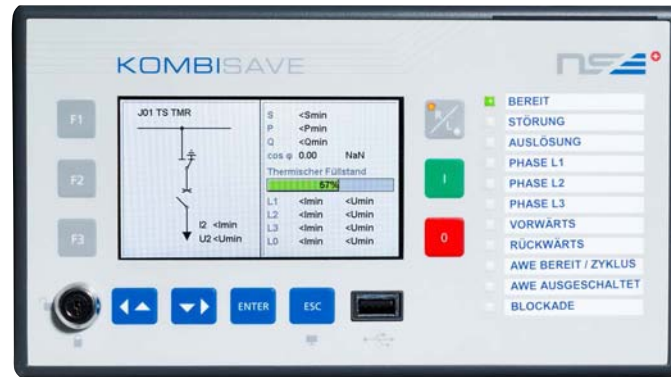 KOMBISAVE
NSE
F1
F2
F3
J01 TS TMR
I2 <Imin
U2 <Umin
S <Smin
P <Pmin
Q <Qmin
cos φ 0.00 NaN
Thermischer Füllstand
57%
L1 <Imin <Umin
L2 <Imin <Umin
L3 <Imin <Umin
L0 <Imin <Umin
R/L
I
0
BEREIT
STÖRUNG
AUSLÖSUNG
PHASE L1
PHASE L2
PHASE L3
VORWÄRTS
RÜCKWÄRTS
AWE BEREIT / ZYKLUS
AWE AUSGESCHALTET
BLOCKADE
ENTER
ESC